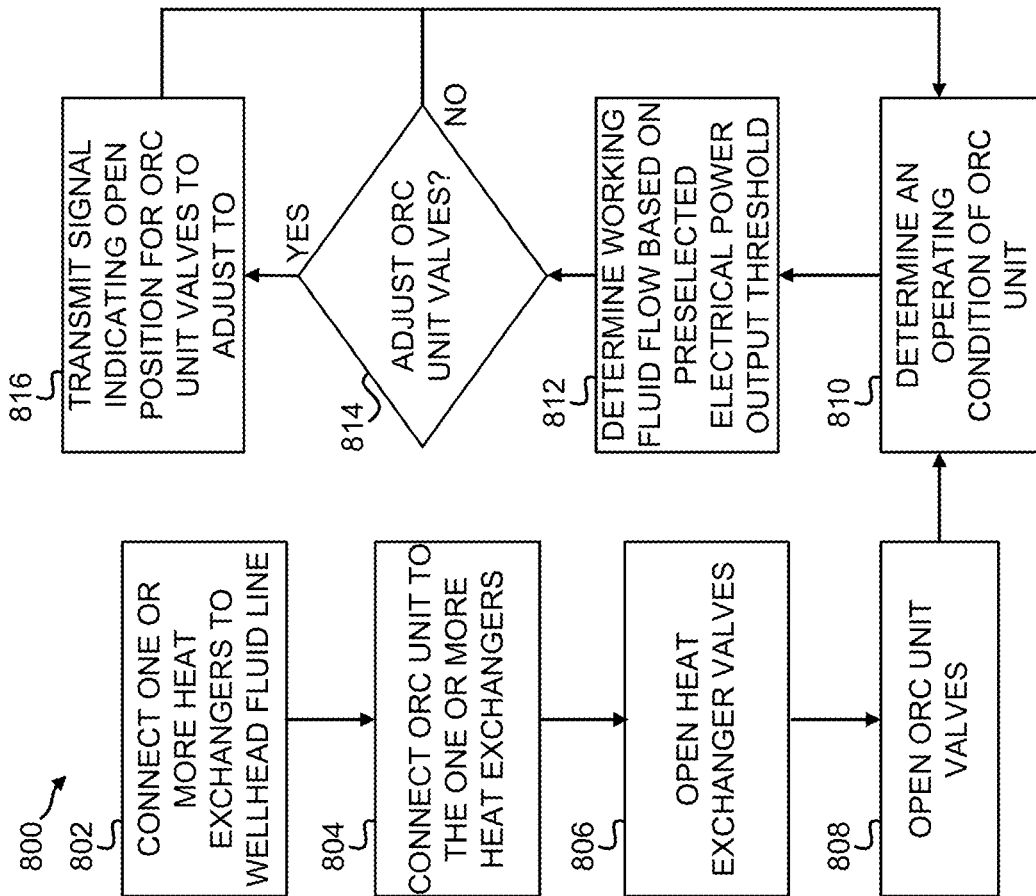 800
802
CONNECT ONE OR
MORE HEAT
EXCHANGERS TO
WELLHEAD FLUID LINE
804
CONNECT ORC UNIT TO
THE ONE OR MORE
HEAT EXCHANGERS
806
OPEN HEAT
EXCHANGER VALVES
808
OPEN ORC UNIT
VALVES
810
DETERMINE AN
OPERATING
CONDITION OF ORC
UNIT
812
DETERMINE WORKING
FLUID FLOW BASED ON
PRESELECTED
ELECTRICAL POWER
OUTPUT THRESHOLD
814
ADJUST ORC
UNIT VALVES?
YES
NO
816
TRANSMIT SIGNAL
INDICATING OPEN
POSITION FOR ORC
UNIT VALVES TO
ADJUST TO